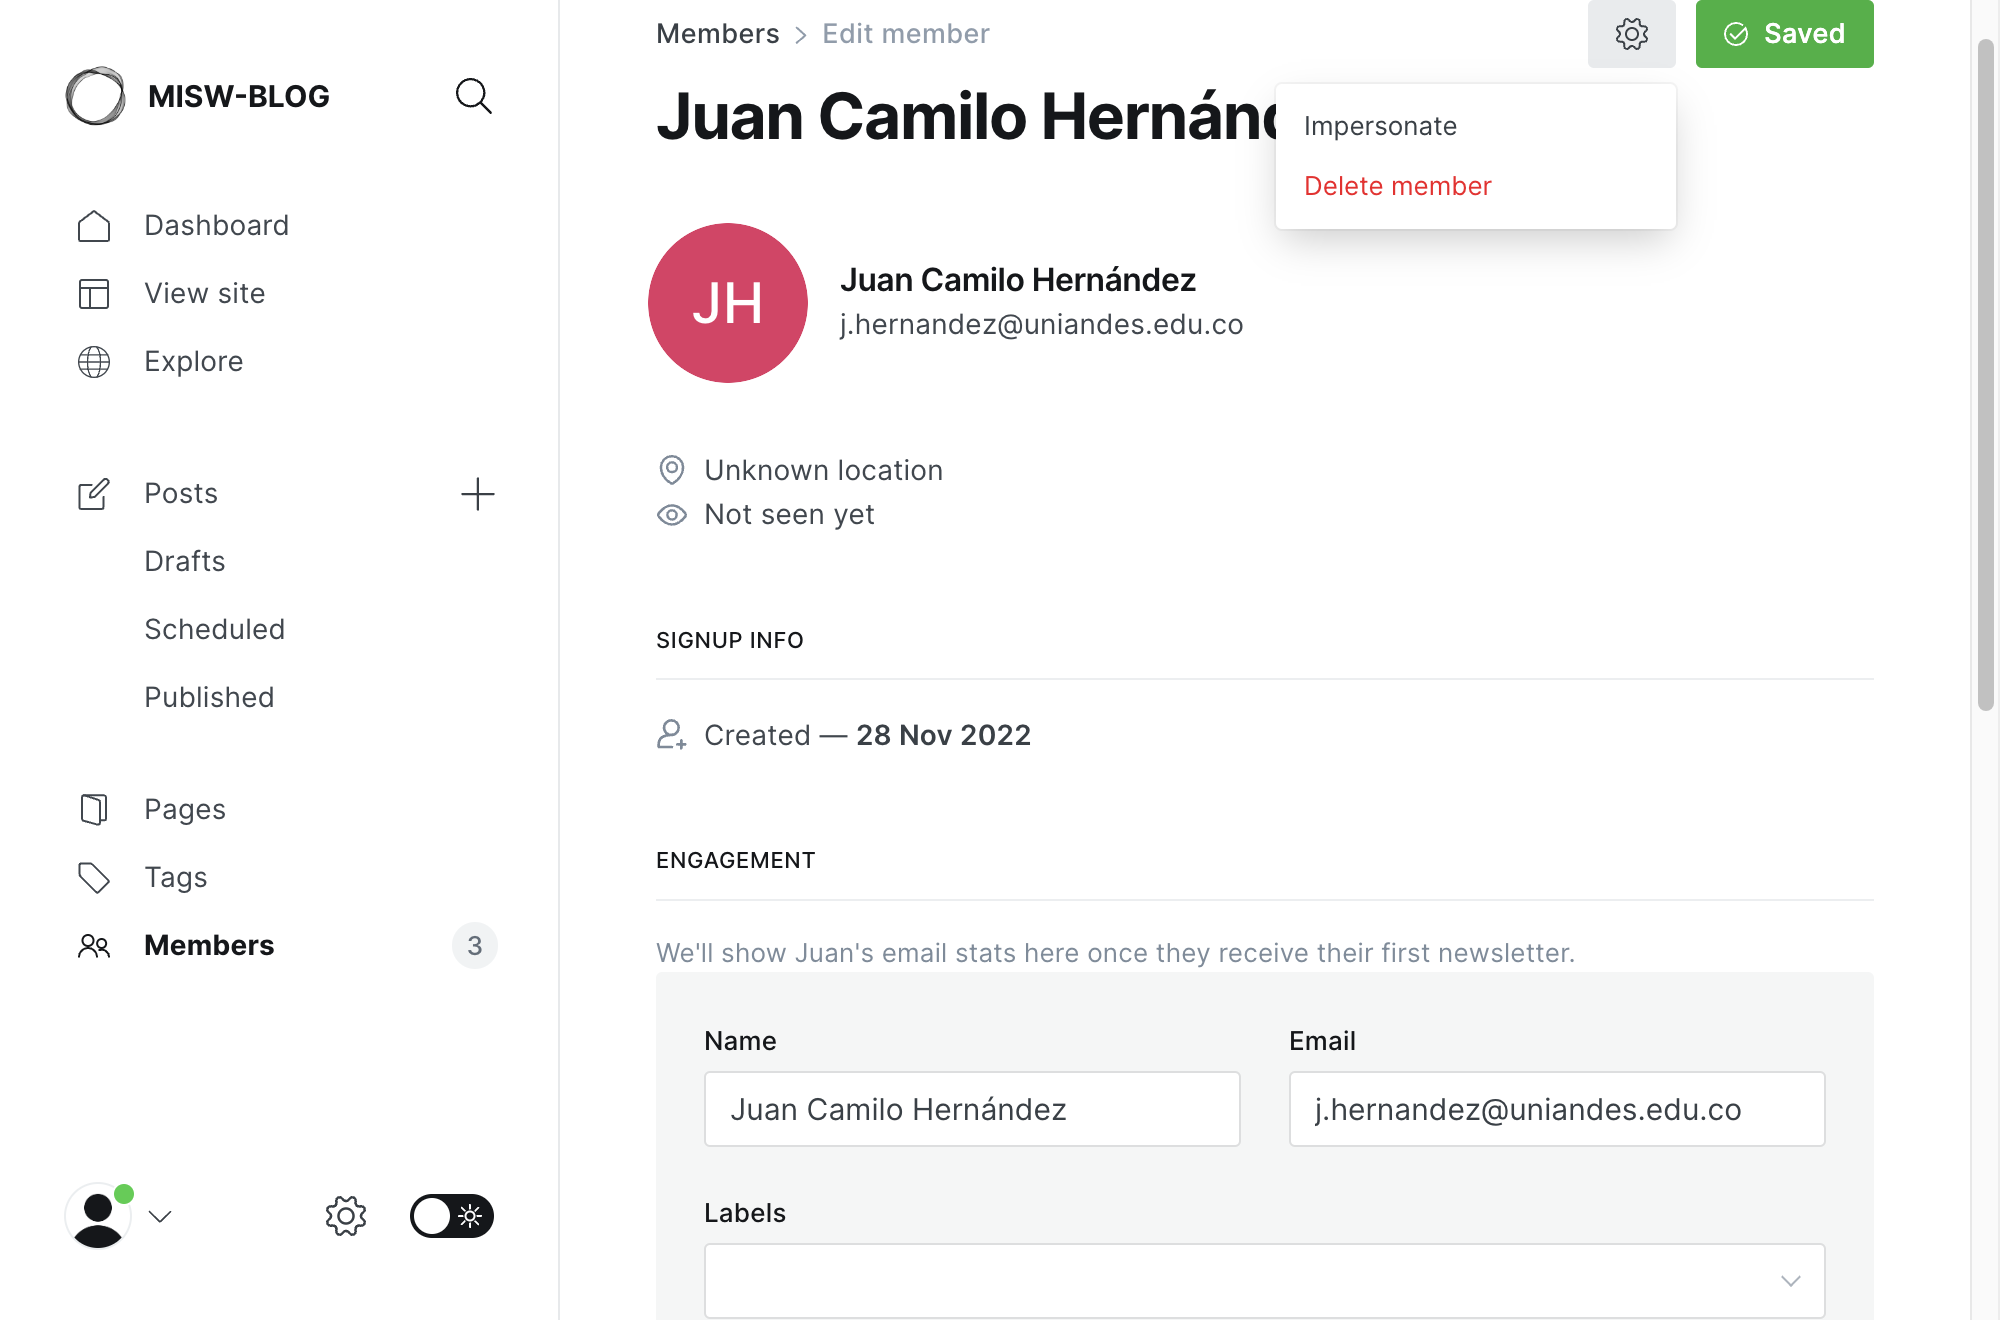 MISW-BLOG
Dashboard
View site
Explore
Posts
Drafts
Scheduled
Published
Pages
Tags
Members
3
Members > Edit member
Saved
Juan Camilo Hernánd
Impersonate
Delete member
JH
Juan Camilo Hernández
j.hernandez@uniandes.edu.co
Unknown location
Not seen yet
SIGNUP INFO
Created — 28 Nov 2022
ENGAGEMENT
We'll show Juan's email stats here once they receive their first newsletter.
Name
Email
Juan Camilo Hernández
j.hernandez@uniandes.edu.co
Labels